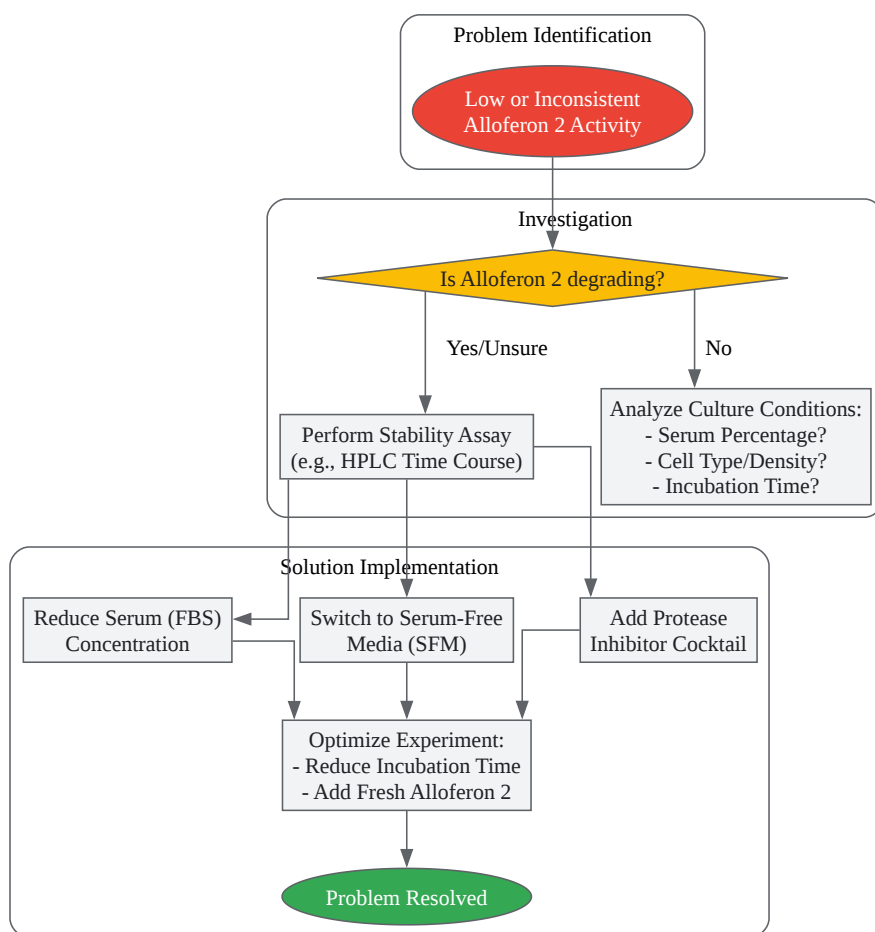 Problem Identification
Low or Inconsistent
Alloferon 2 Activity
Investigation
Is Alloferon 2 degrading?
Yes/Unsure
No
Perform Stability Assay
(e.g., HPLC Time Course)
Analyze Culture Conditions:
- Serum Percentage?
- Cell Type/Density?
- Incubation Time?
Solution Implementation
Reduce Serum (FBS)
Concentration
Switch to Serum-Free
Media (SFM)
Add Protease
Inhibitor Cocktail
Optimize Experiment:
- Reduce Incubation Time
- Add Fresh Alloferon 2
Problem Resolved